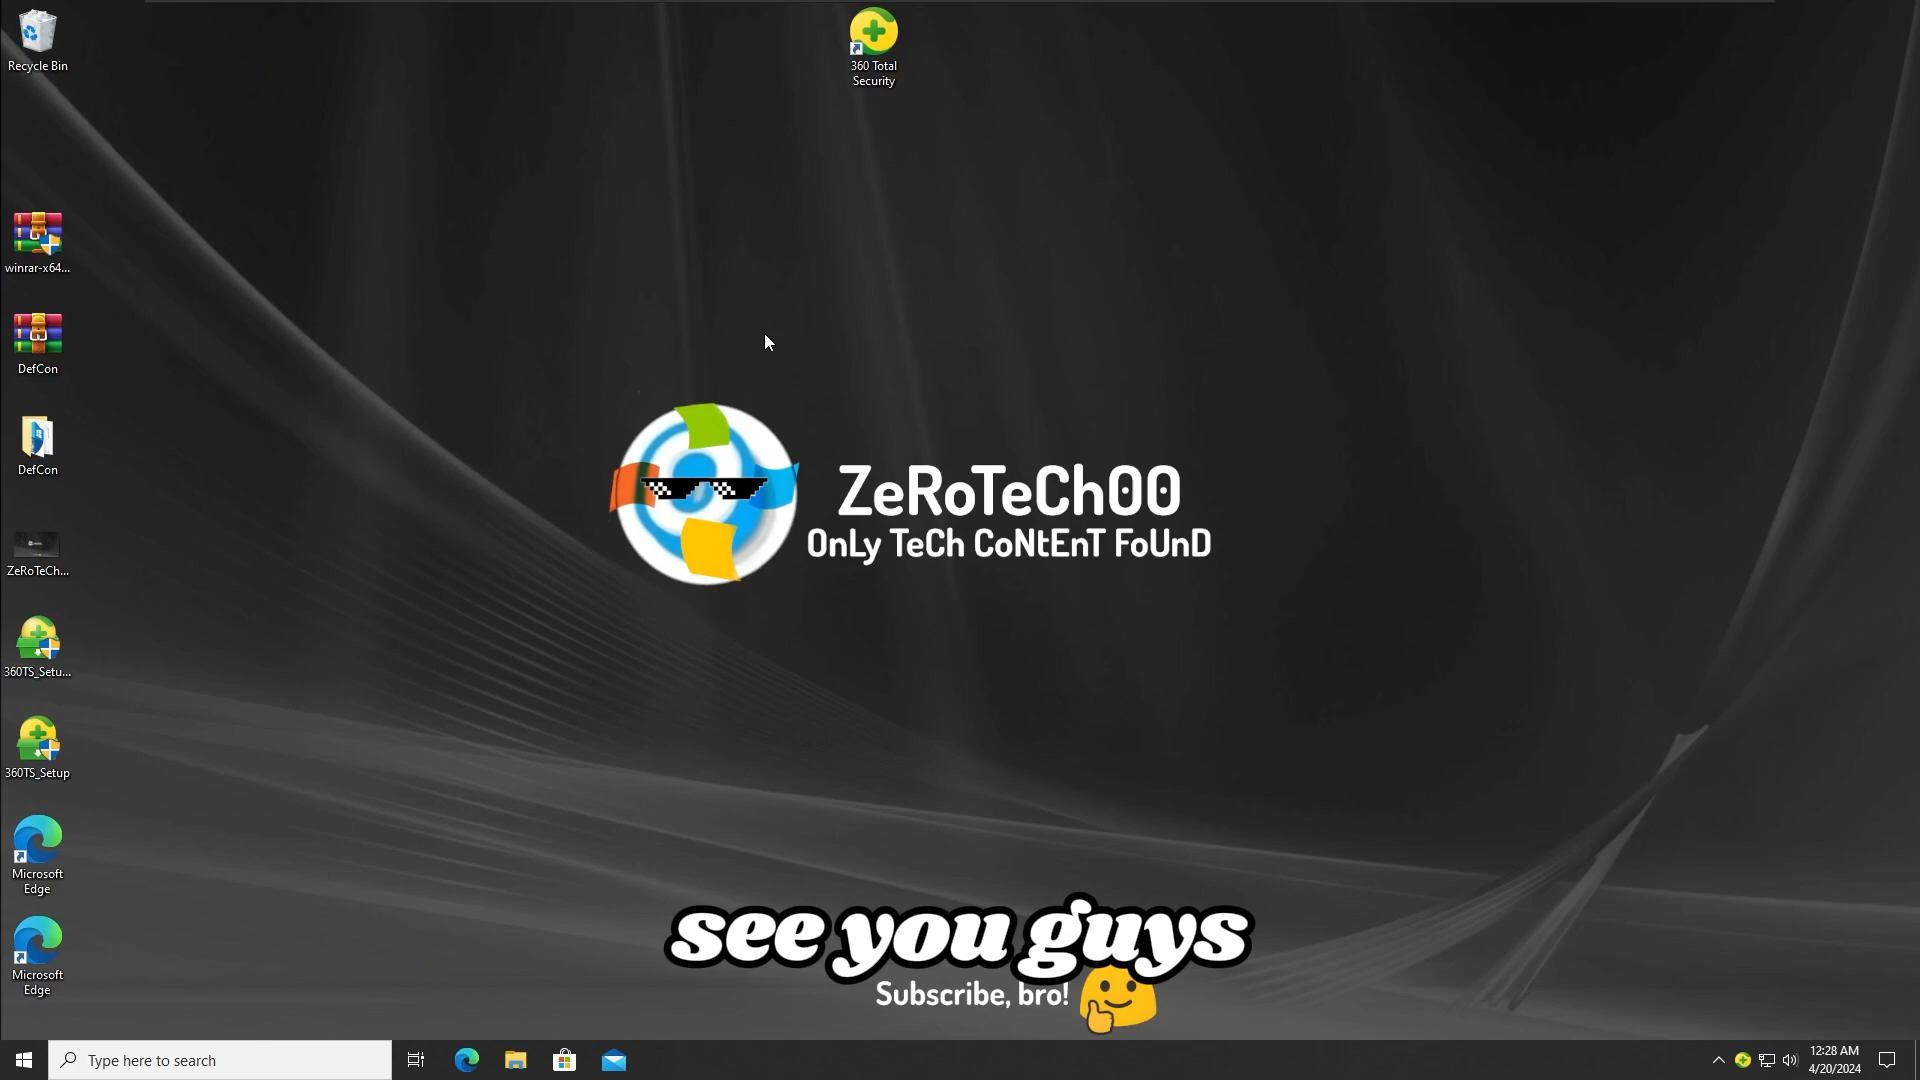 Recycle Bin
360 Total
Security
winrar-x64...
DefCon
DefCon
ZeRoTeCh...
360TS_Setu...
360TS_Setup
Microsoft
Edge
Microsoft
Edge
ZeRoTeCh00
OnLy TeCh CoNtEnT FoUnD
see you guys
Subscribe, bro!
Type here to search
12:28 AM
4/20/2024